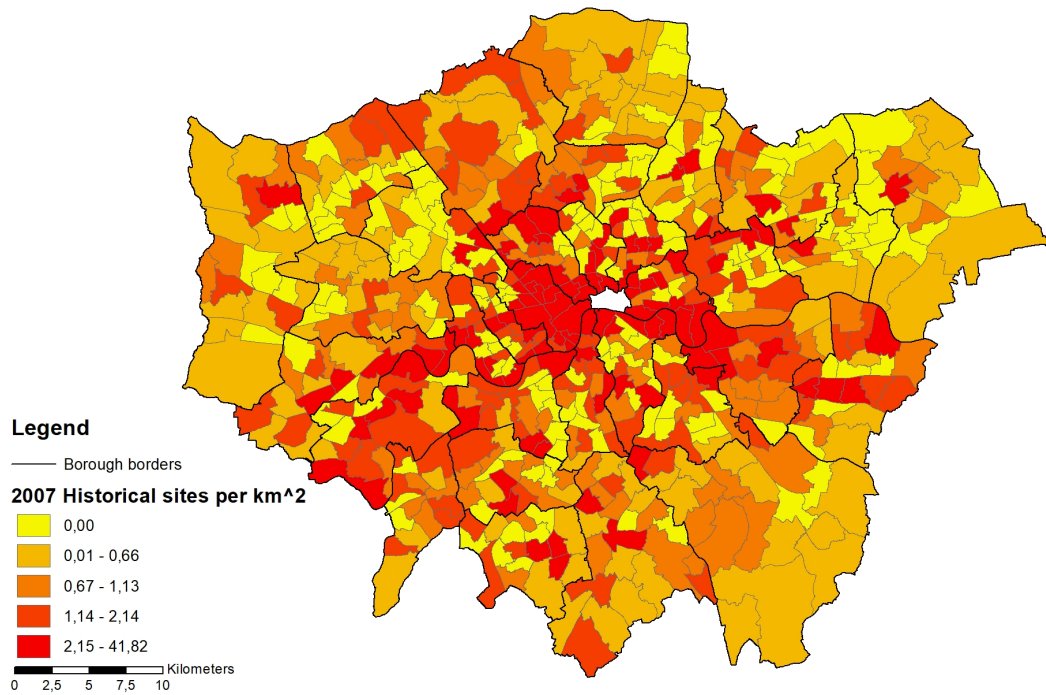 Legend
Borough borders
2007 Historical sites per km^2
0,00
0,01 - 0,66
0,67 - 1,13
1,14 - 2,14
2,15 - 41,82
Kilometers
0 2,5 5 7,5 10